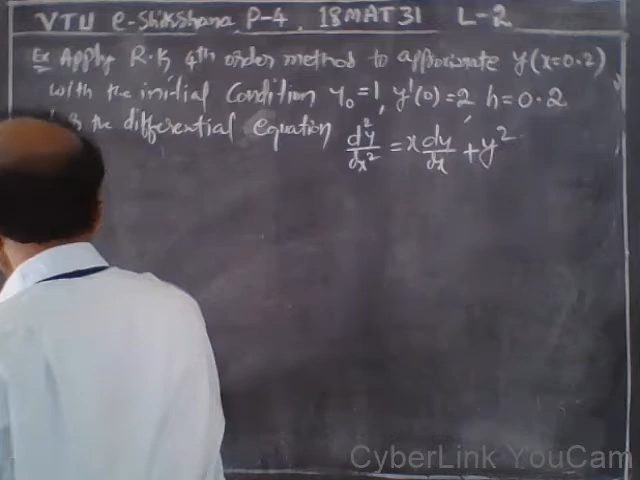 VTU e-Shikshana P-4 18MAT31 L-2
Ex Apply R.K 4th order method to approximate y(x=0.2)
with the initial condition y₀=1, y'(0)=2, h=0.2
the differential equation d²y/dx² = x dy/dx + y²
CyberLink YouCam